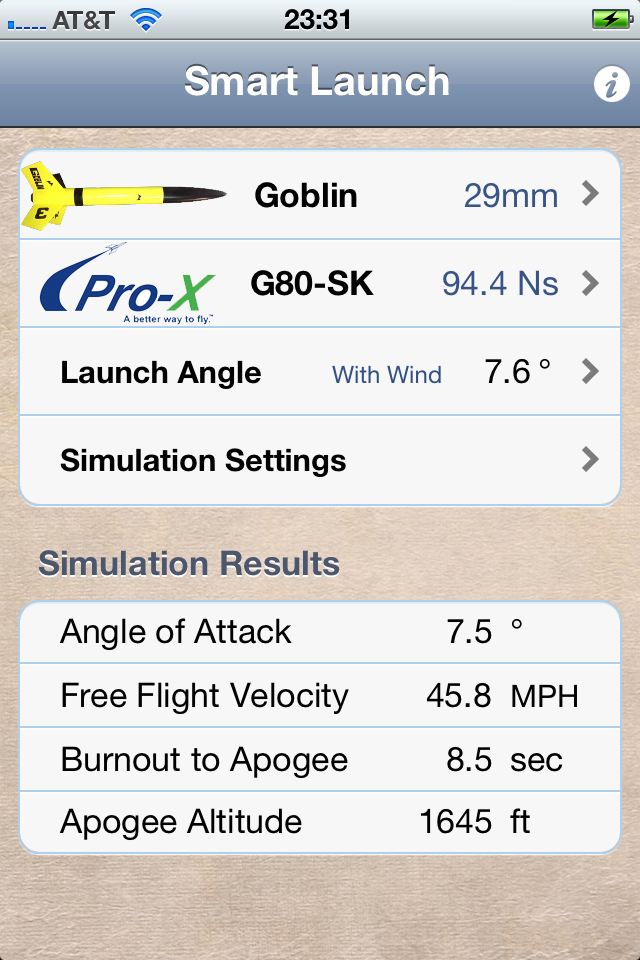 AT&T 23:31
Smart Launch
Goblin 29mm
Pro-X G80-SK 94.4 Ns
A better way to fly.™
Launch Angle With Wind 7.6 °
Simulation Settings
Simulation Results
Angle of Attack 7.5 °
Free Flight Velocity 45.8 MPH
Burnout to Apogee 8.5 sec
Apogee Altitude 1645 ft